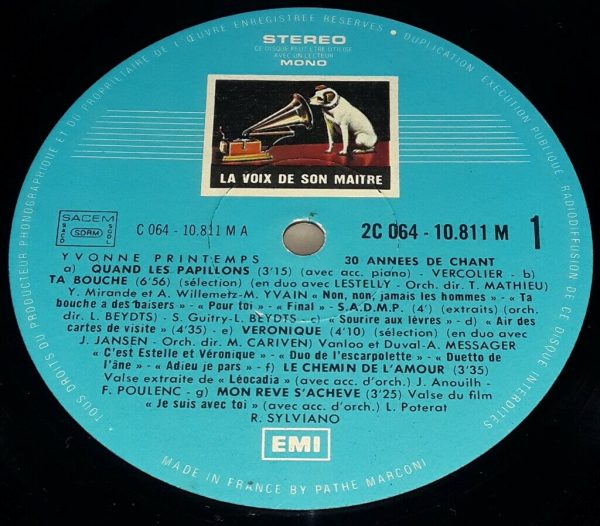 TOUS DROITS DU PRODUCTEUR PHONOGRAPHIQUE ET DU PROPRIETAIRE DE L'ŒUVRE ENREGISTREE RESERVES • DUPLICATION EXECUTION PUBLIQUE RADIODIFFUSION DE CE DISQUE INTERDITES
STEREO
CE DISQUE PEUT ETRE UTILISE
AVEC UN LECTEUR
MONO
LA VOIX DE SON MAITRE
SACEM
SACD SDRM SGDL
C 064 - 10.811 M A
2C 064 - 10.811 M 1
YVONNE PRINTEMPS 30 ANNEES DE CHANT
a) QUAND LES PAPILLONS (3'15) (avec acc. piano) - VERCOLIER - b)
TA BOUCHE (6'56) (sélection) (en duo avec LESTELLY - Orch. dir. T. MATHIEU)
Y. Mirande et A. Willemetz-M. YVAIN « Non, non, jamais les hommes » - « Ta
bouche a des baisers » - « Pour toi » - « Final » - S.A.D.M.P. (4') (extraits) (orch.
dir. L. BEYDTS) - S. Guitry-L. BEYDTS - c) « Sourire aux lèvres » - d) « Air des
cartes de visite » (4'35) - e) VERONIQUE (4'10) (sélection) (en duo avec
J. JANSEN - Orch. dir. M. CARIVEN) Vanloo et Duval-A. MESSAGER
« C'est Estelle et Véronique » - « Duo de l'escarpolette » - « Duetto de
l'âne » - « Adieu je pars » - f) LE CHEMIN DE L'AMOUR (3'35)
Valse extraite de « Léocadia » (avec acc. d'orch.) J. Anouilh -
F. POULENC - g) MON REVE S'ACHEVE (3'25) Valse du film
« Je suis avec toi » (avec acc. d'orch.) L. Poterat
R. SYLVIANO
EMI
MADE IN FRANCE BY PATHE MARCONI